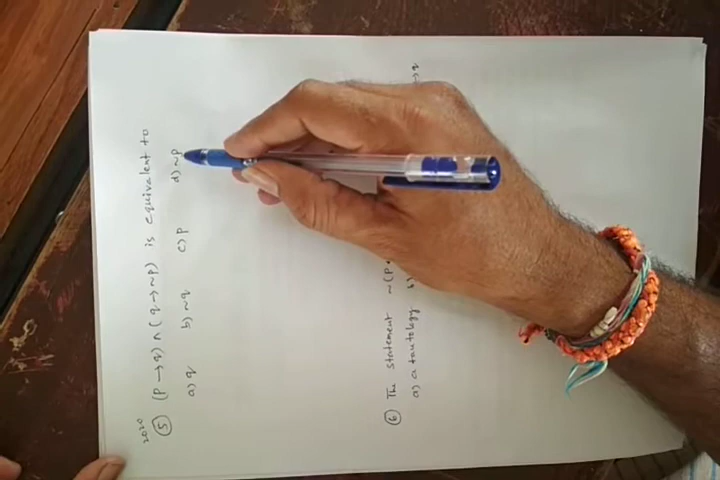 2020
⑤ (P → q) ∧ (q → ~p) is equivalent to
a) q b) ~q c) P d) ~p
⑥ The statement ~(P
a) a tautology b)
→ q